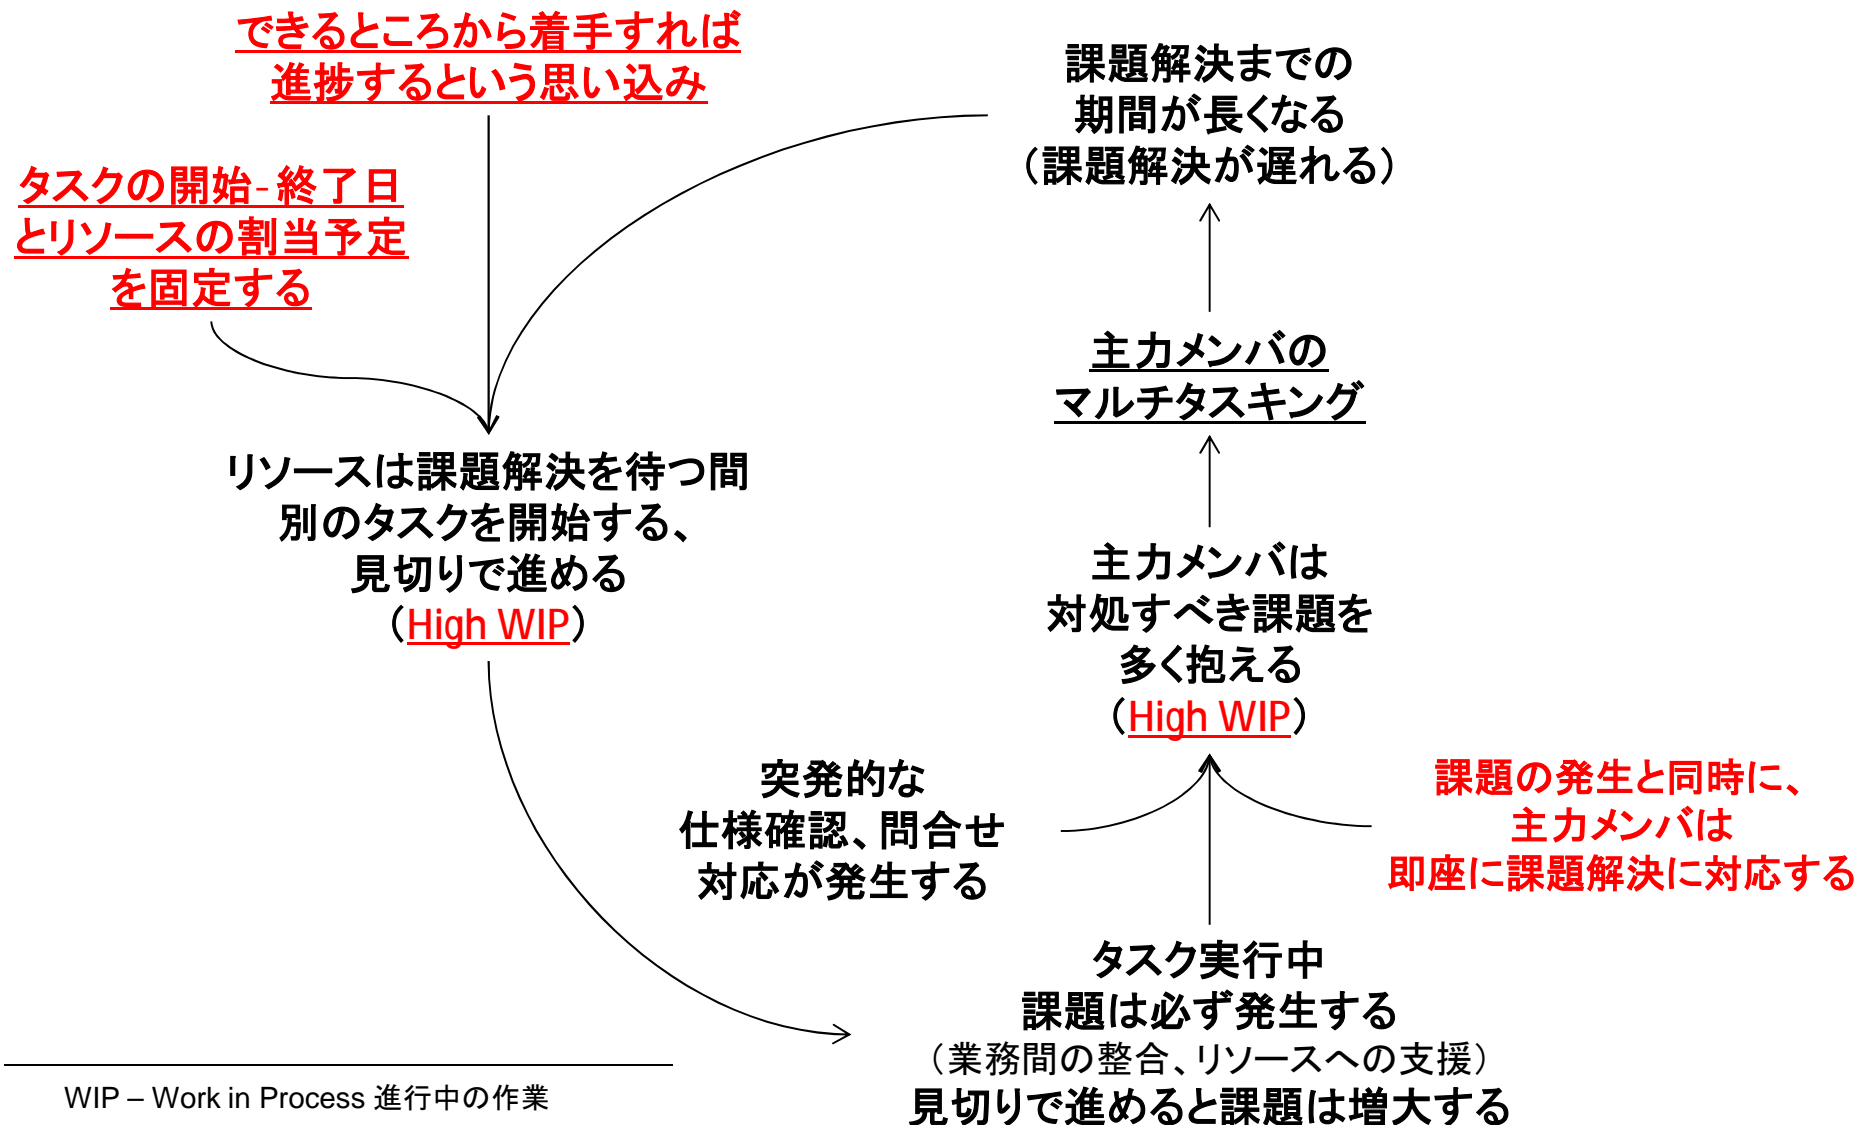 できるところから着手すれば
進捗するという思い込み
課題解決までの
期間が長くなる
（課題解決が遅れる）
タスクの開始-終了日
とリソースの割当予定
を固定する
主力メンバの
マルチタスキング
リソースは課題解決を待つ間
別のタスクを開始する、
見切りで進める
（High WIP）
主力メンバは
対処すべき課題を
多く抱える
（High WIP）
突発的な
仕様確認、問合せ
対応が発生する
課題の発生と同時に、
主力メンバは
即座に課題解決に対応する
タスク実行中
課題は必ず発生する
（業務間の整合、リソースへの支援）
見切りで進めると課題は増大する
WIP – Work in Process 進行中の作業